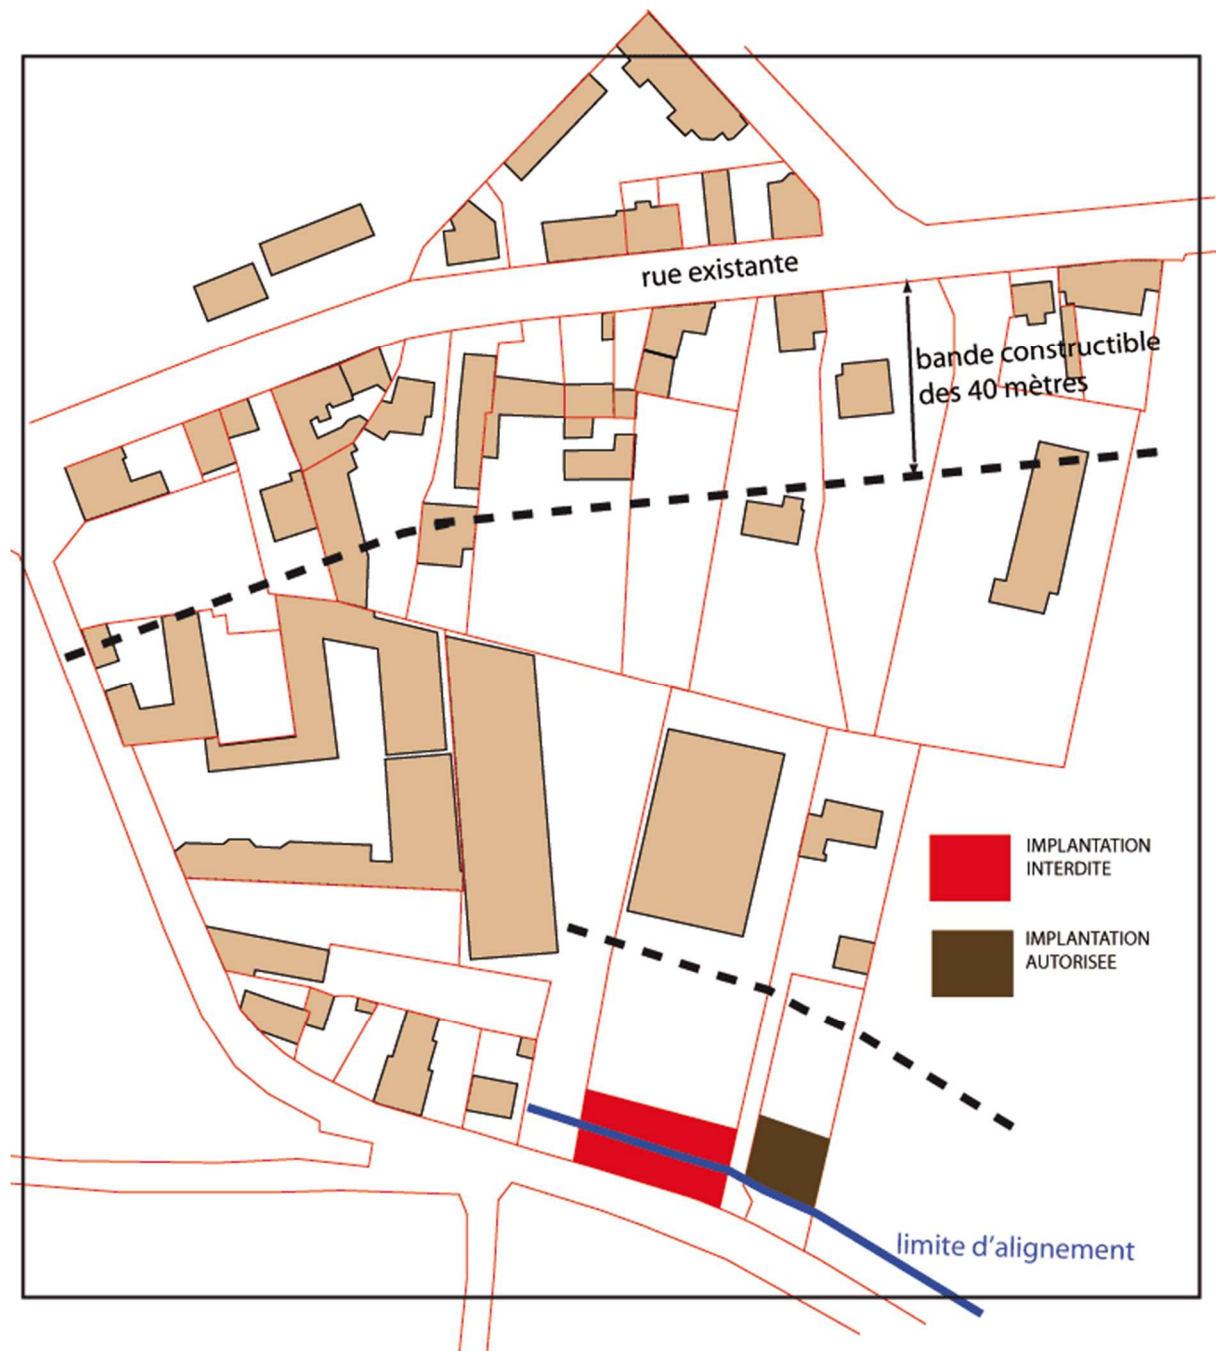 rue existante
bande constructible
des 40 mètres
IMPLANTATION
INTERDITE
IMPLANTATION
AUTORISEE
limite d'alignement